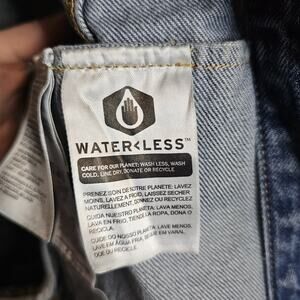 WATER<LESS™
CARE FOR OUR PLANET: WASH LESS, WASH
COLD, LINE DRY, DONATE OR RECYCLE
PRENEZ SOIN DE NOTRE PLANETE: LAVEZ
MOINS, LAVEZ A FROID, LAISSEZ SECHER
NATURELLEMENT, DONNEZ OU RECYCLEZ
CUIDA NUESTRO PLANETA: LAVA MENOS,
LAVA EN FRIO, TIENDE LA ROPA, DONA O
RECICLA
CUIDE DO NOSSO PLANETA: LAVE MENOS,
LAVE EM ÁGUA FRIA, SEQUE EM VARAL,
DOE OU RECICLE